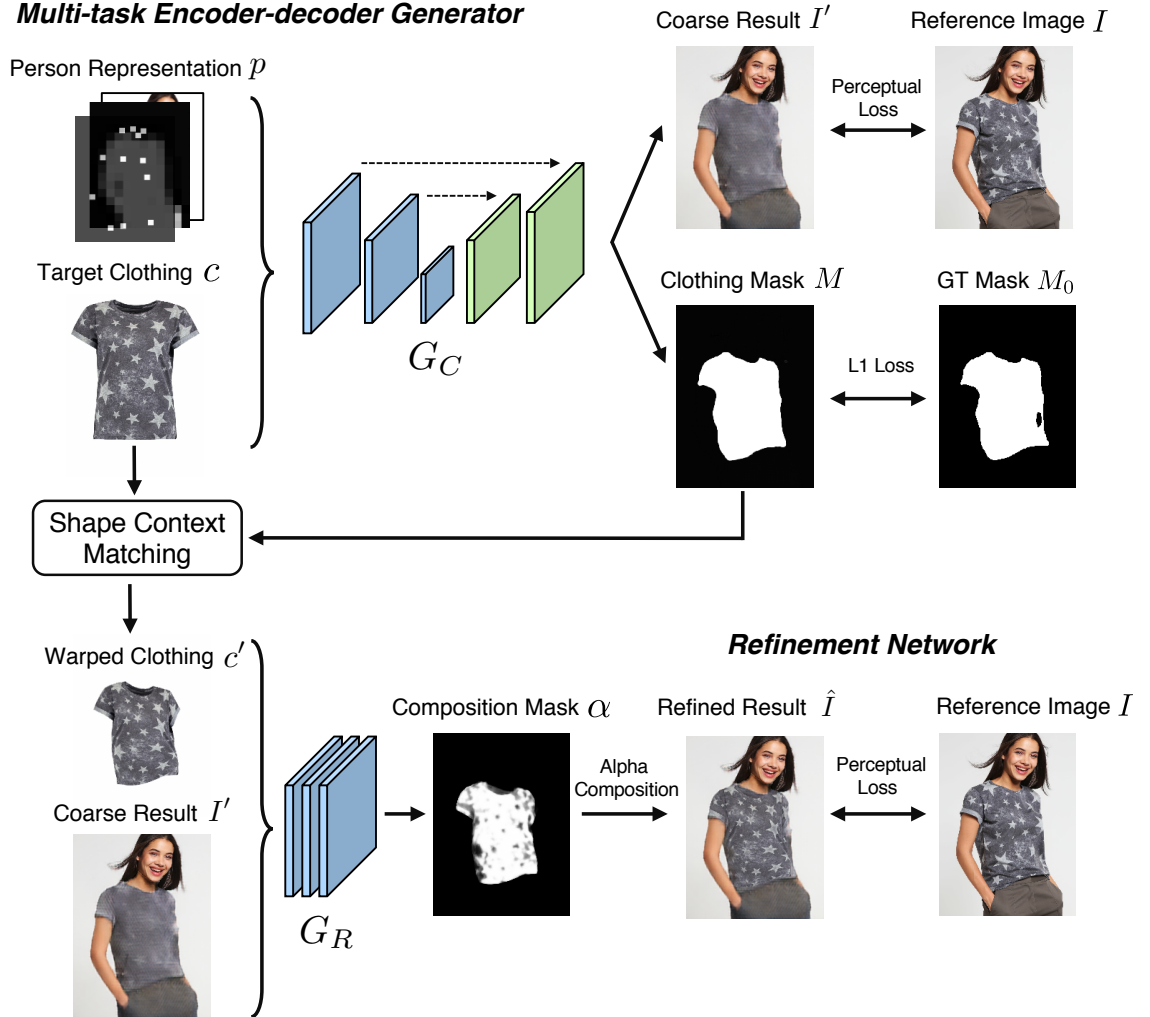 Multi-task Encoder-decoder Generator
Person Representation p
Target Clothing c
G_C
Coarse Result I′
Reference Image I
Perceptual
Loss
Clothing Mask M
GT Mask M_0
L1 Loss
Shape Context
Matching
Warped Clothing c′
Coarse Result I′
G_R
Refinement Network
Composition Mask α
Alpha
Composition
Refined Result Î
Perceptual
Loss
Reference Image I